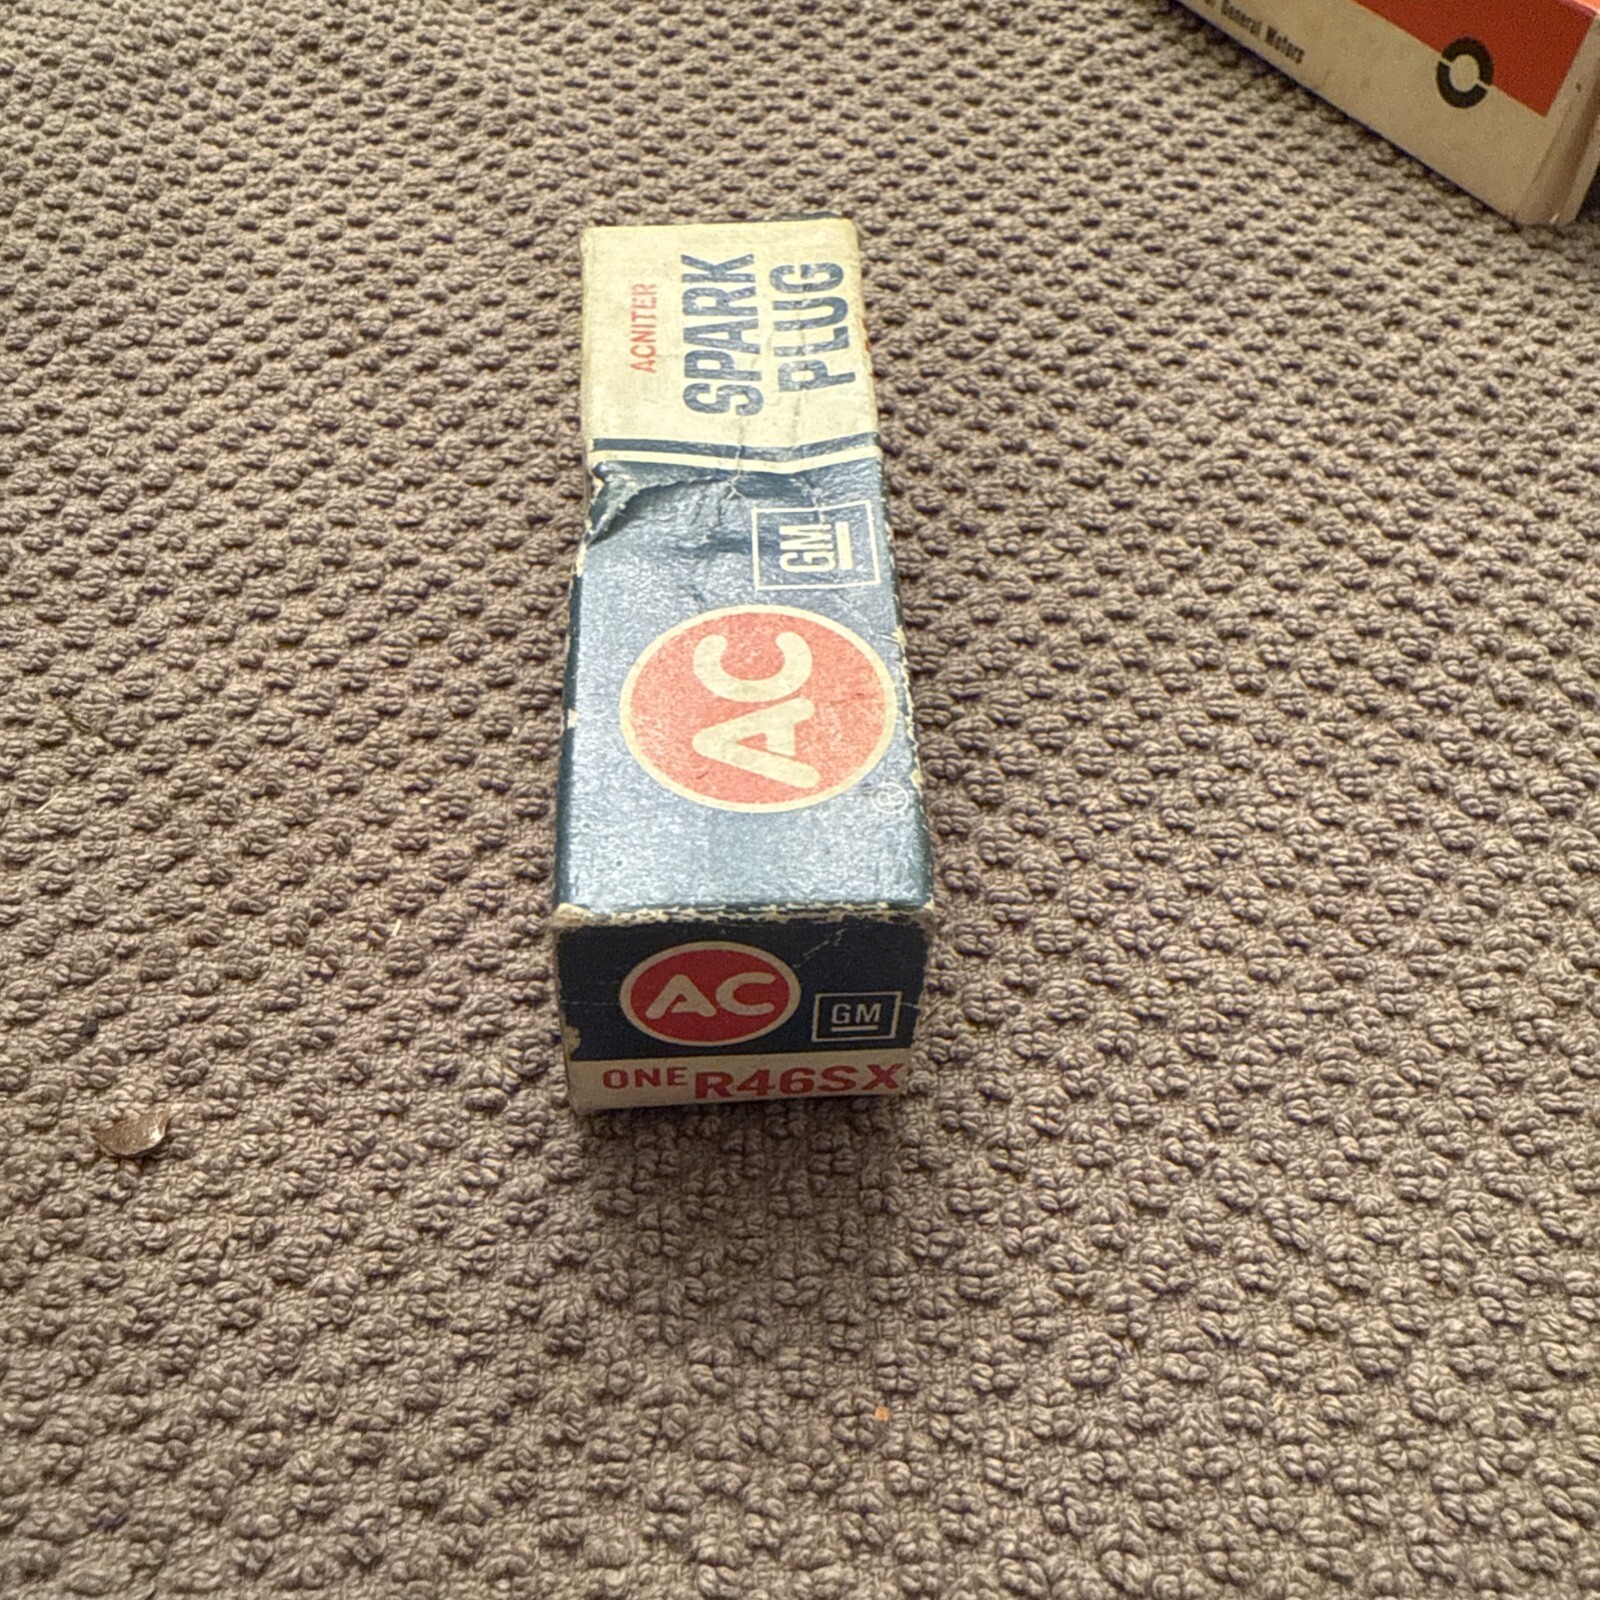 ACNITER
SPARK
PLUG
GM
AC
®
AC
GM
ONE R46SX
General Motors